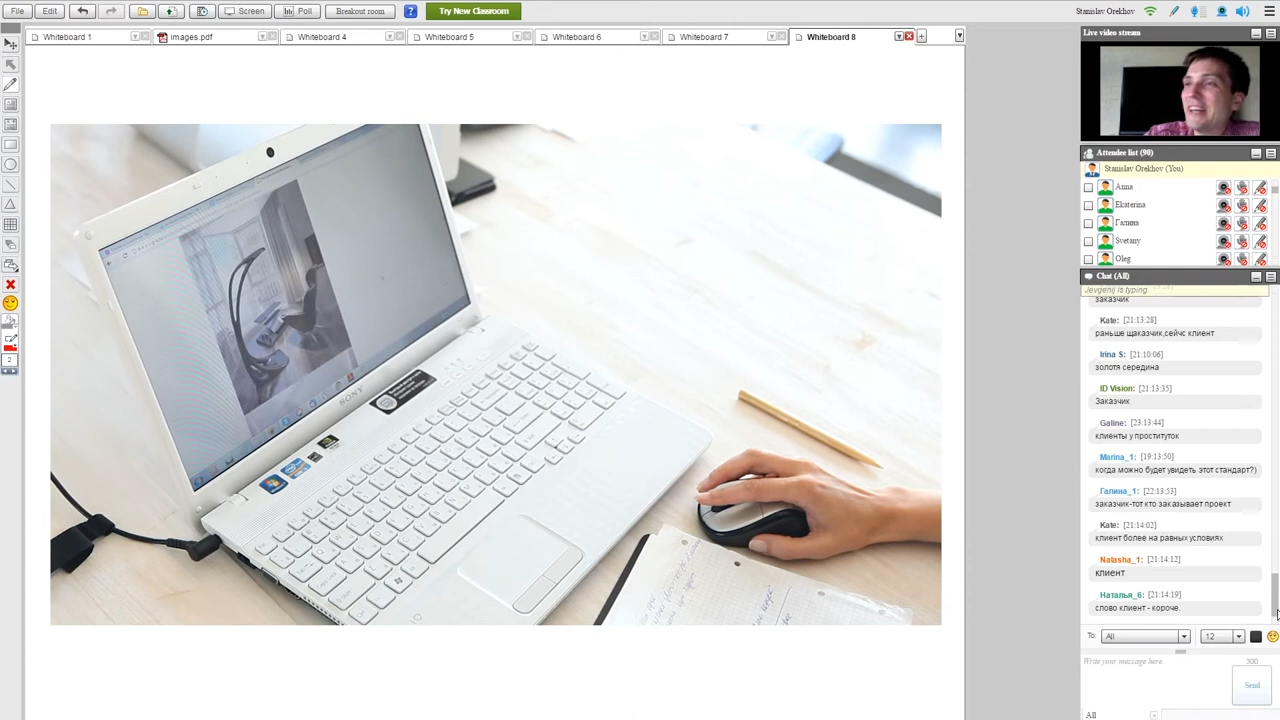 File
Edit
Screen
Poll
Breakout room
?
Try New Classroom
Stanislav Orekhov
Whiteboard 1
images.pdf
Whiteboard 4
Whiteboard 5
Whiteboard 6
Whiteboard 7
Whiteboard 8
Live video stream
Attendee list (90)
Stanislav Orekhov (You)
Anna
Ekaterina
Галина
Svetany
Oleg
Chat (All)
Jevgenij is typing.
заказчик
Kate: [21:13:28]
раньше щаказчик,сейчс клиент
Irina S: [21:10:06]
золотя середина
ID Vision: [21:13:35]
Заказчик
Galine: [23:13:44]
клиенты у проституток
Marina_1: [19:13:50]
когда можно будет увидеть этот стандарт?)
Галина_1: [22:13:53]
заказчик-тот кто заказывает проект
Kate: [21:14:02]
клиент более на равных условиях
Natasha_1: [21:14:12]
клиент
Наталья_6: [21:14:19]
слово клиент - короче.
To: All 12
Write your message here.
300
Send
All
2
SONY